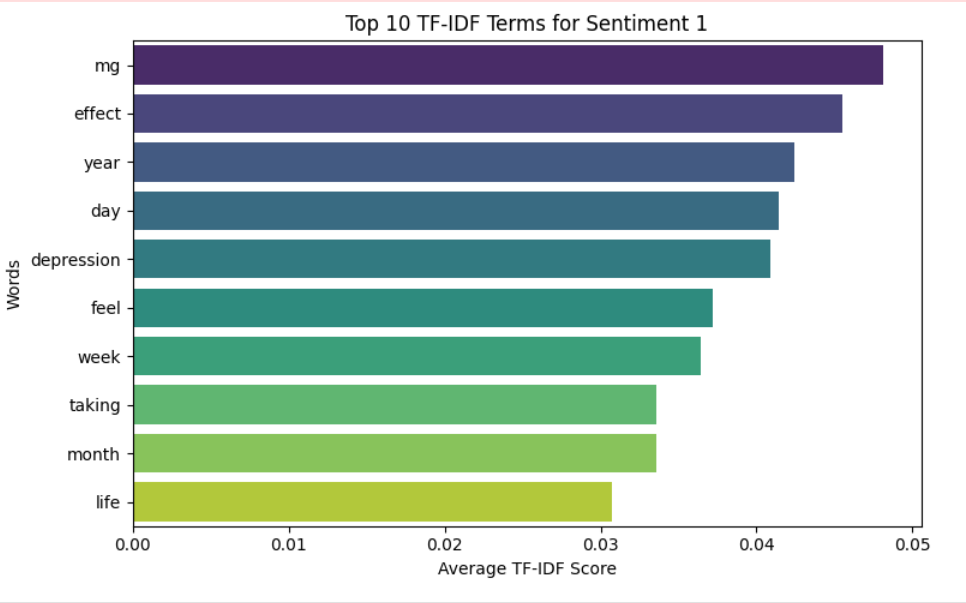 Top 10 TF-IDF Terms for Sentiment 1
mg
effect
year
day
depression
feel
week
taking
month
life
Words
0.00 0.01 0.02 0.03 0.04 0.05
Average TF-IDF Score